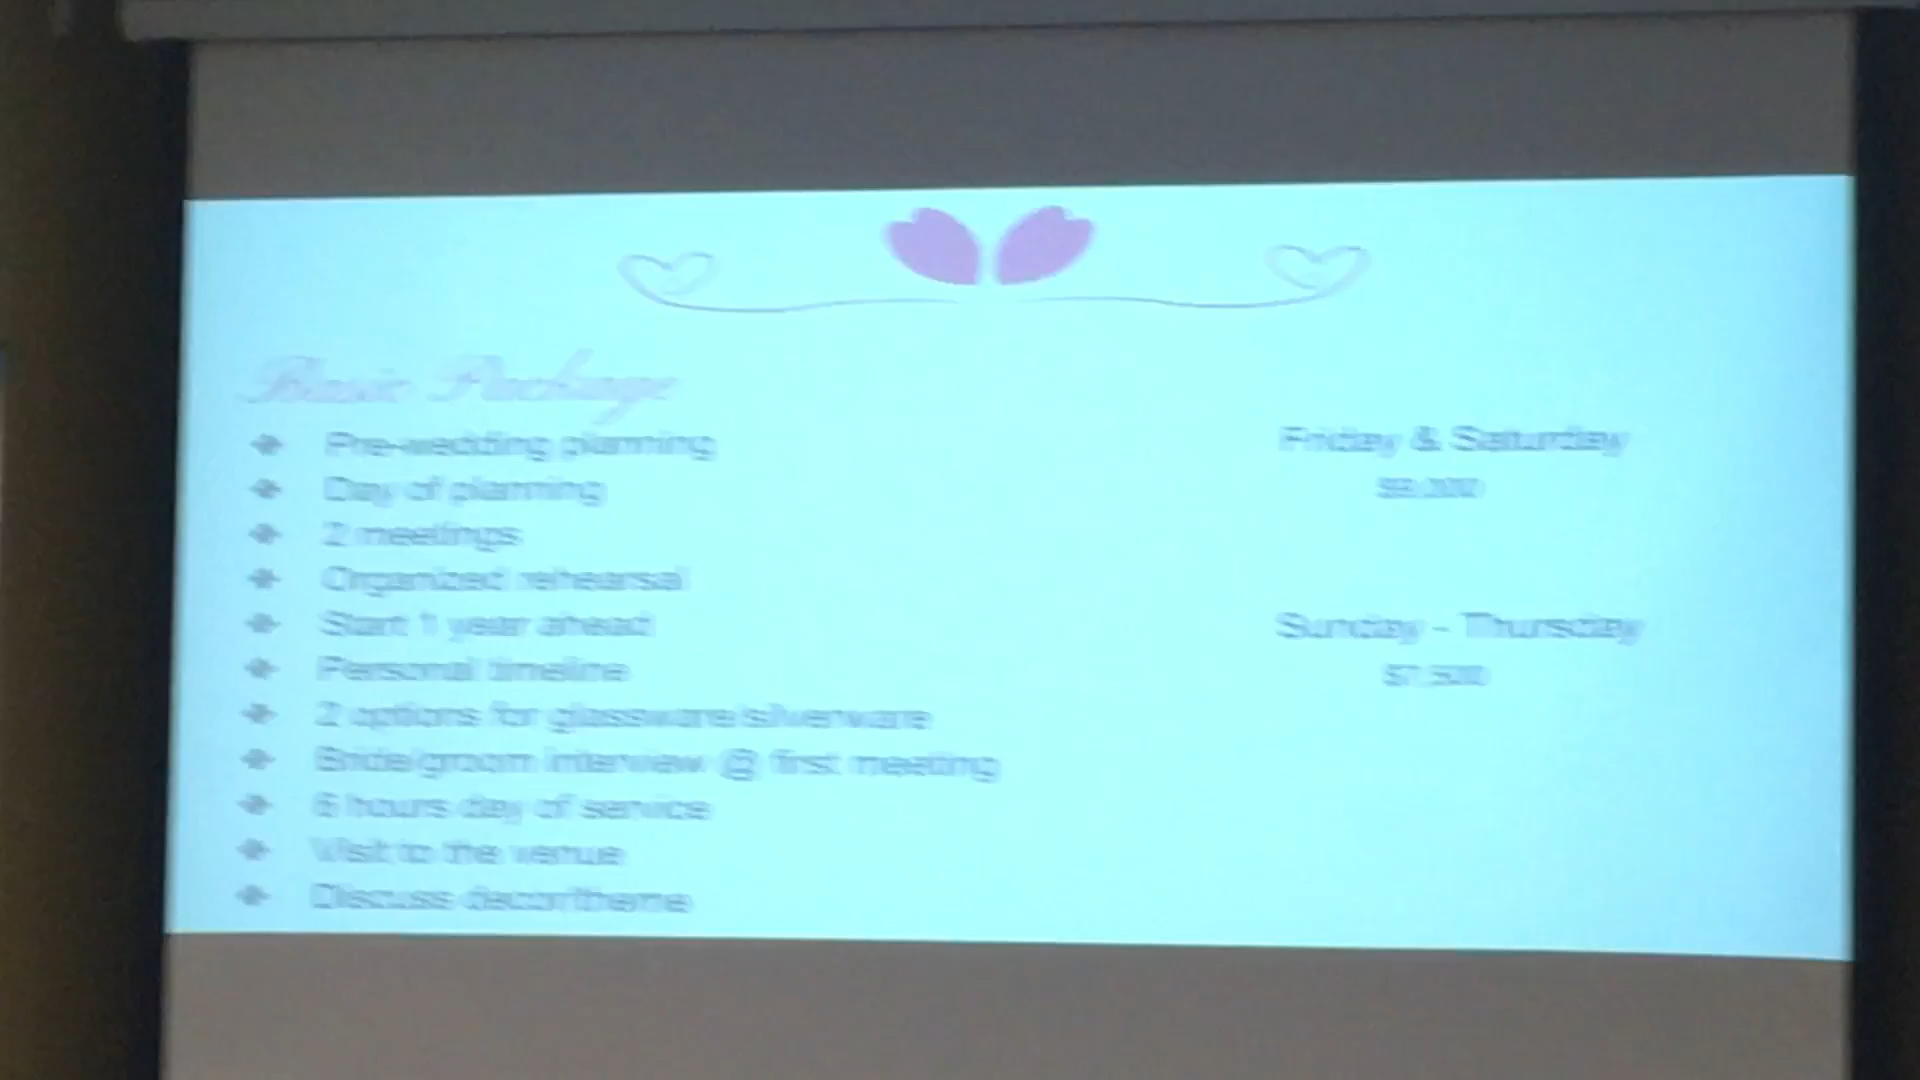 Basic Package
Pre-wedding planning
Day of planning
2 meetings
Organized rehearsal
Start 1 year ahead
Personal timeline
2 options for glassware/silverware
Bride/groom interview @ first meeting
6 hours day of service
Visit to the venue
Discuss decor/theme
Friday & Saturday
Sunday - Thursday
$7,500